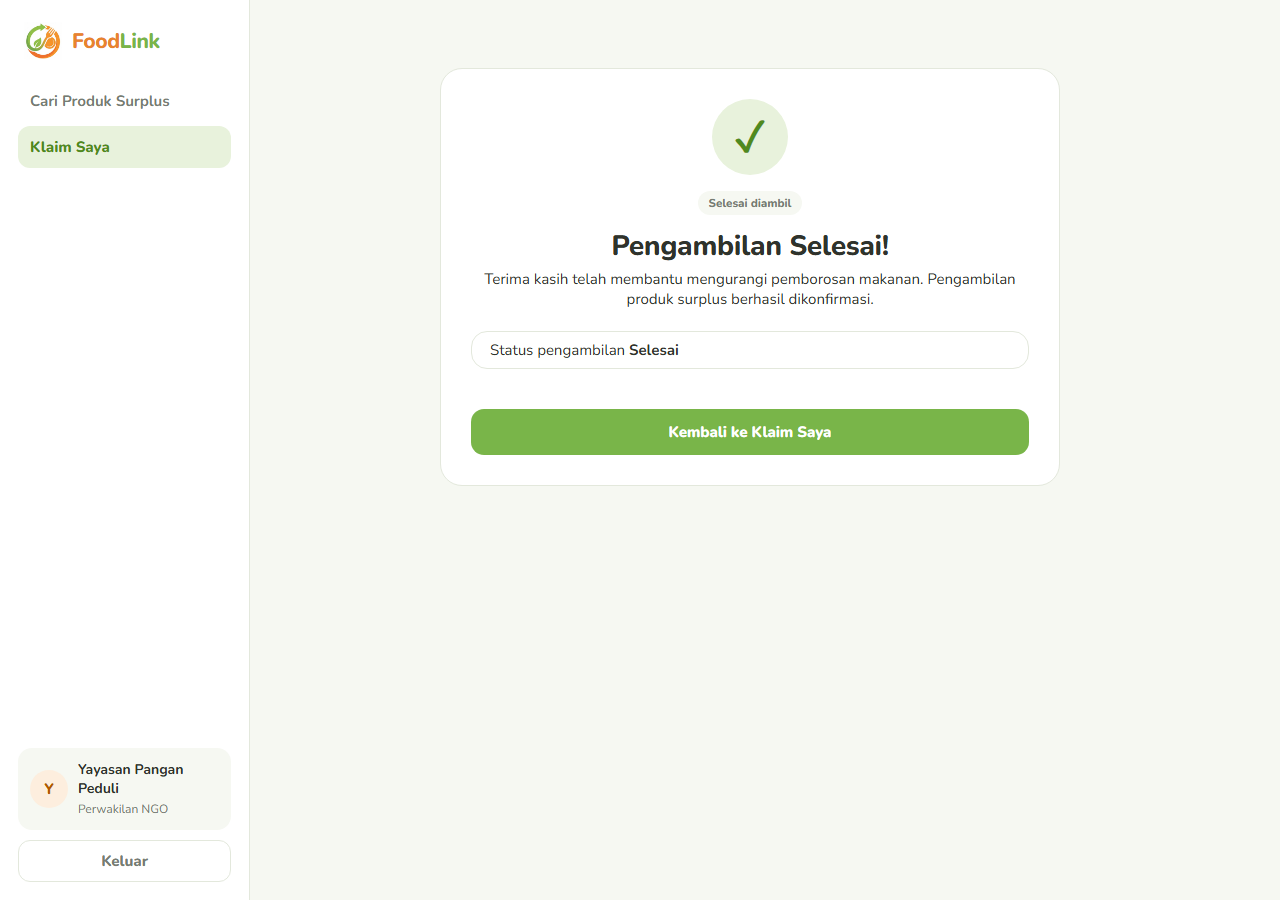 FoodLink
Cari Produk Surplus
Klaim Saya
Selesai diambil
Pengambilan Selesai!
Terima kasih telah membantu mengurangi pemborosan makanan. Pengambilan
produk surplus berhasil dikonfirmasi.
Status pengambilan Selesai
Kembali ke Klaim Saya
Y
Yayasan Pangan
Peduli
Perwakilan NGO
Keluar